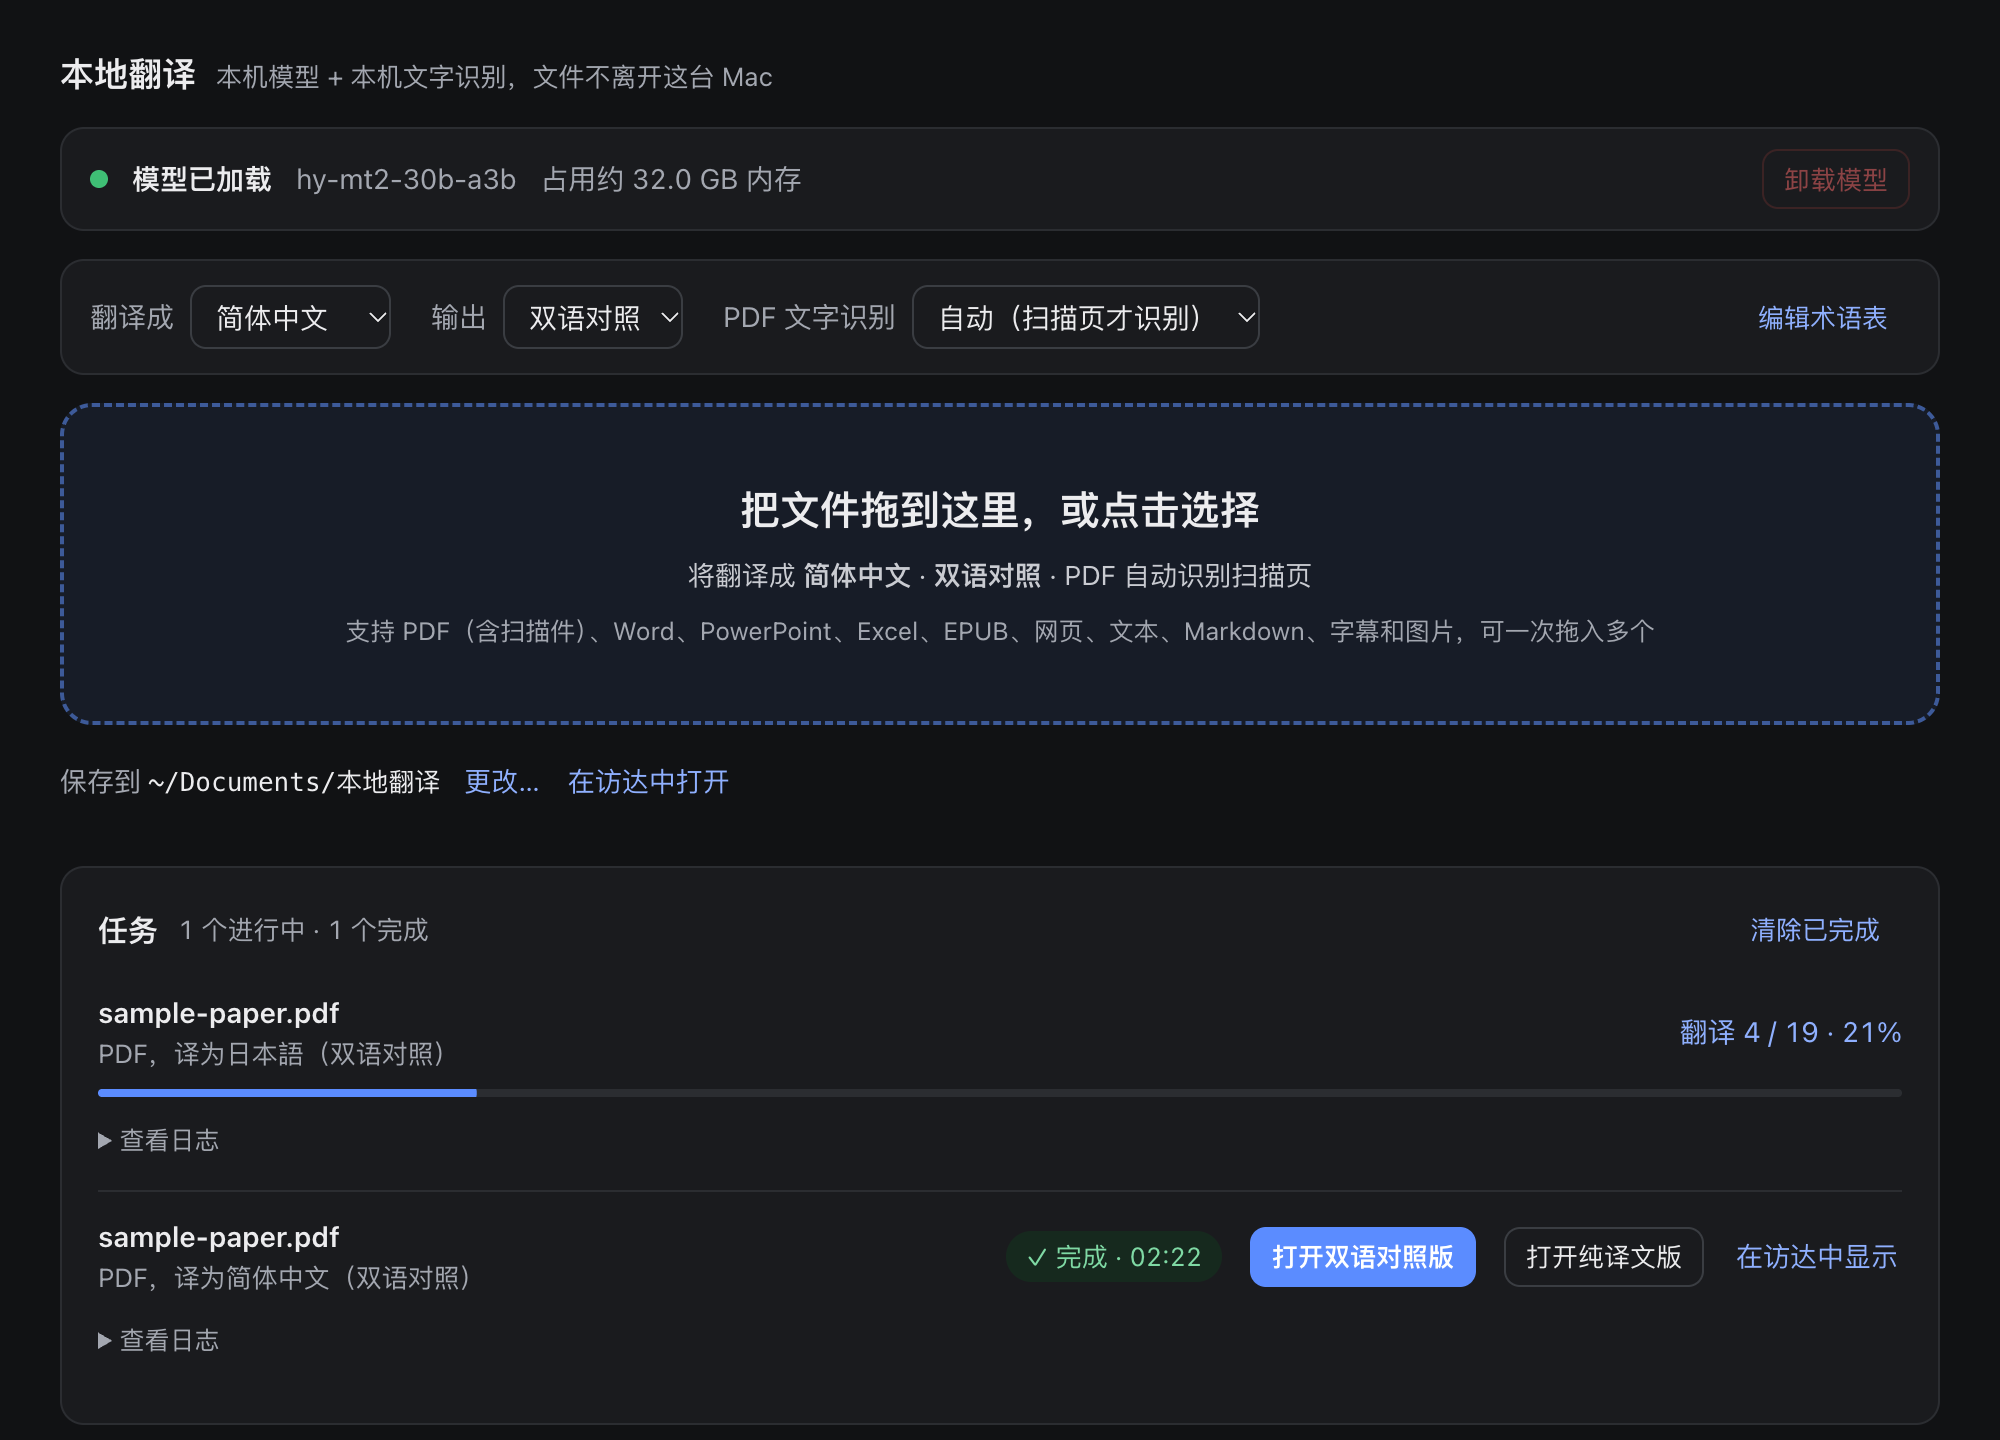 本地翻译 本机模型 + 本机文字识别，文件不离开这台 Mac
模型已加载 hy-mt2-30b-a3b 占用约 32.0 GB 内存 卸载模型
翻译成 简体中文 输出 双语对照 PDF 文字识别 自动（扫描页才识别） 编辑术语表
把文件拖到这里，或点击选择
将翻译成 简体中文 · 双语对照 · PDF 自动识别扫描页
支持 PDF（含扫描件）、Word、PowerPoint、Excel、EPUB、网页、文本、Markdown、字幕和图片，可一次拖入多个
保存到 ~/Documents/本地翻译 更改... 在访达中打开
任务 1 个进行中 · 1 个完成 清除已完成
sample-paper.pdf
PDF，译为日本語（双语对照）
翻译 4 / 19 · 21%
▶ 查看日志
sample-paper.pdf
PDF，译为简体中文（双语对照）
✓ 完成 · 02:22 打开双语对照版 打开纯译文版 在访达中显示
▶ 查看日志